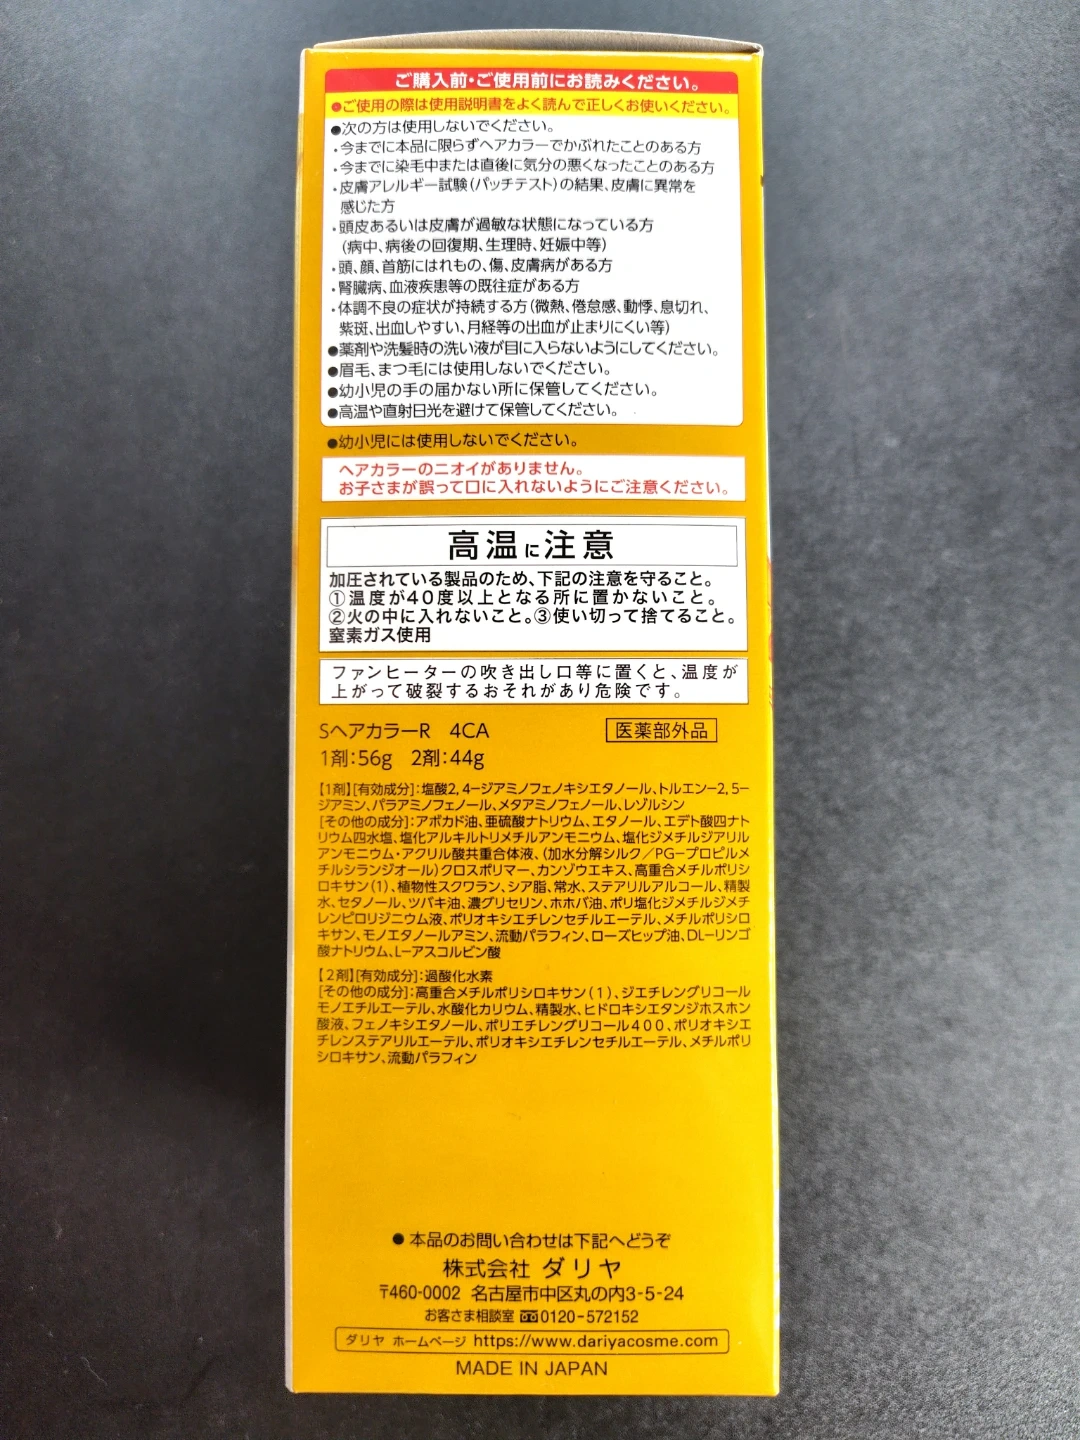 ご購入前・ご使用前にお読みください。
●ご使用の際は使用説明書をよく読んで正しくお使いください。
●次の方は使用しないでください。
・今までに本品に限らずヘアカラーでかぶれたことのある方
・今までに染毛中または直後に気分の悪くなったことのある方
・皮膚アレルギー試験(パッチテスト)の結果、皮膚に異常を
感じた方
・頭皮あるいは皮膚が過敏な状態になっている方
(病中、病後の回復期、生理時、妊娠中等)
・頭、顔、首筋にはれもの、傷、皮膚病がある方
・腎臓病、血液疾患等の既往症がある方
・体調不良の症状が持続する方(微熱、倦怠感、動悸、息切れ、
紫斑、出血しやすい、月経等の出血が止まりにくい等)
●薬剤や洗髪時の洗い液が目に入らないようにしてください。
●眉毛、まつ毛には使用しないでください。
●幼小児の手の届かない所に保管してください。
●高温や直射日光を避けて保管してください。
●幼小児には使用しないでください。
ヘアカラーのニオイがありません。
お子さまが誤って口に入れないようにご注意ください。
高温に注意
加圧されている製品のため、下記の注意を守ること。
①温度が40度以上となる所に置かないこと。
②火の中に入れないこと。③使い切って捨てること。
窒素ガス使用
ファンヒーターの吹き出し口等に置くと、温度が
上がって破裂するおそれがあり危険です。
SヘアカラーR 4CA 医薬部外品
1剤:56g 2剤:44g
【1剤】[有効成分]:塩酸2,4-ジアミノフェノキシエタノール、トルエン-2,5-
ジアミン、パラアミノフェノール、メタアミノフェノール、レゾルシン
[その他の成分]:アボカド油、亜硫酸ナトリウム、エタノール、エデト酸四ナト
リウム四水塩、塩化アルキルトリメチルアンモニウム、塩化ジメチルジアリル
アンモニウム・アクリル酸共重合体液、(加水分解シルク/PG-プロピルメ
チルシランジオール)クロスポリマー、カンゾウエキス、高重合メチルポリシ
ロキサン(1)、植物性スクワラン、シア脂、常水、ステアリルアルコール、精製
水、セタノール、ツバキ油、濃グリセリン、ホホバ油、ポリ塩化ジメチルジメチ
レンピロリジニウム液、ポリオキシエチレンセチルエーテル、メチルポリシロ
キサン、モノエタノールアミン、流動パラフィン、ローズヒップ油、DL-リンゴ
酸ナトリウム、L-アスコルビン酸
【2剤】[有効成分]:過酸化水素
[その他の成分]:高重合メチルポリシロキサン(1)、ジエチレングリコール
モノエチルエーテル、水酸化カリウム、精製水、ヒドロキシエタンジホスホン
酸液、フェノキシエタノール、ポリエチレングリコール400、ポリオキシエ
チレンステアリルエーテル、ポリオキシエチレンセチルエーテル、メチルポリ
シロキサン、流動パラフィン
●本品のお問い合わせは下記へどうぞ
株式会社 ダリヤ
〒460-0002 名古屋市中区丸の内3-5-24
お客さま相談室 0120-572152
ダリヤ ホームページ https://www.dariyacosme.com
MADE IN JAPAN